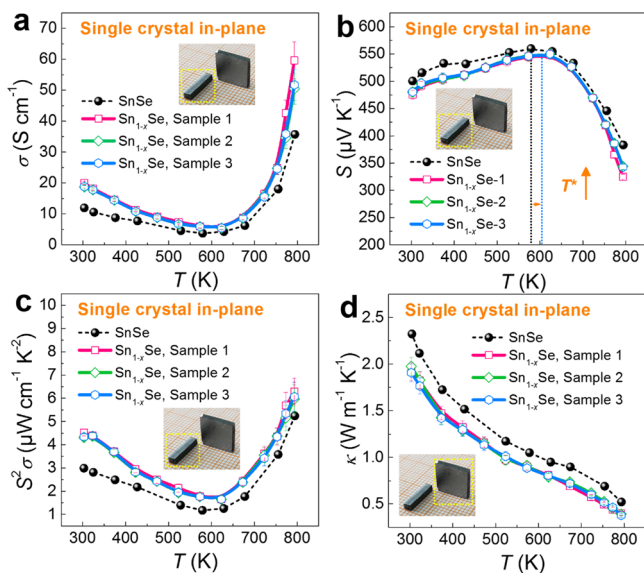 a
Single crystal in-plane
70
60
50
40
30
20
10
0
σ (S cm⁻¹)
SnSe
Sn₁₋ₓSe, Sample 1
Sn₁₋ₓSe, Sample 2
Sn₁₋ₓSe, Sample 3
300 400 500 600 700 800
T (K)
b
Single crystal in-plane
600
550
500
450
400
350
300
250
200
S (μV K⁻¹)
SnSe
Sn₁₋ₓSe-1
Sn₁₋ₓSe-2
Sn₁₋ₓSe-3
T*
300 400 500 600 700 800
T (K)
c
Single crystal in-plane
10
9
8
7
6
5
4
3
2
1
S²σ (μW cm⁻¹ K⁻²)
SnSe
Sn₁₋ₓSe, Sample 1
Sn₁₋ₓSe, Sample 2
Sn₁₋ₓSe, Sample 3
300 400 500 600 700 800
T (K)
d
Single crystal in-plane
2.5
2.0
1.5
1.0
0.5
κ (W m⁻¹ K⁻¹)
SnSe
Sn₁₋ₓSe, Sample 1
Sn₁₋ₓSe, Sample 2
Sn₁₋ₓSe, Sample 3
300 400 500 600 700 800
T (K)